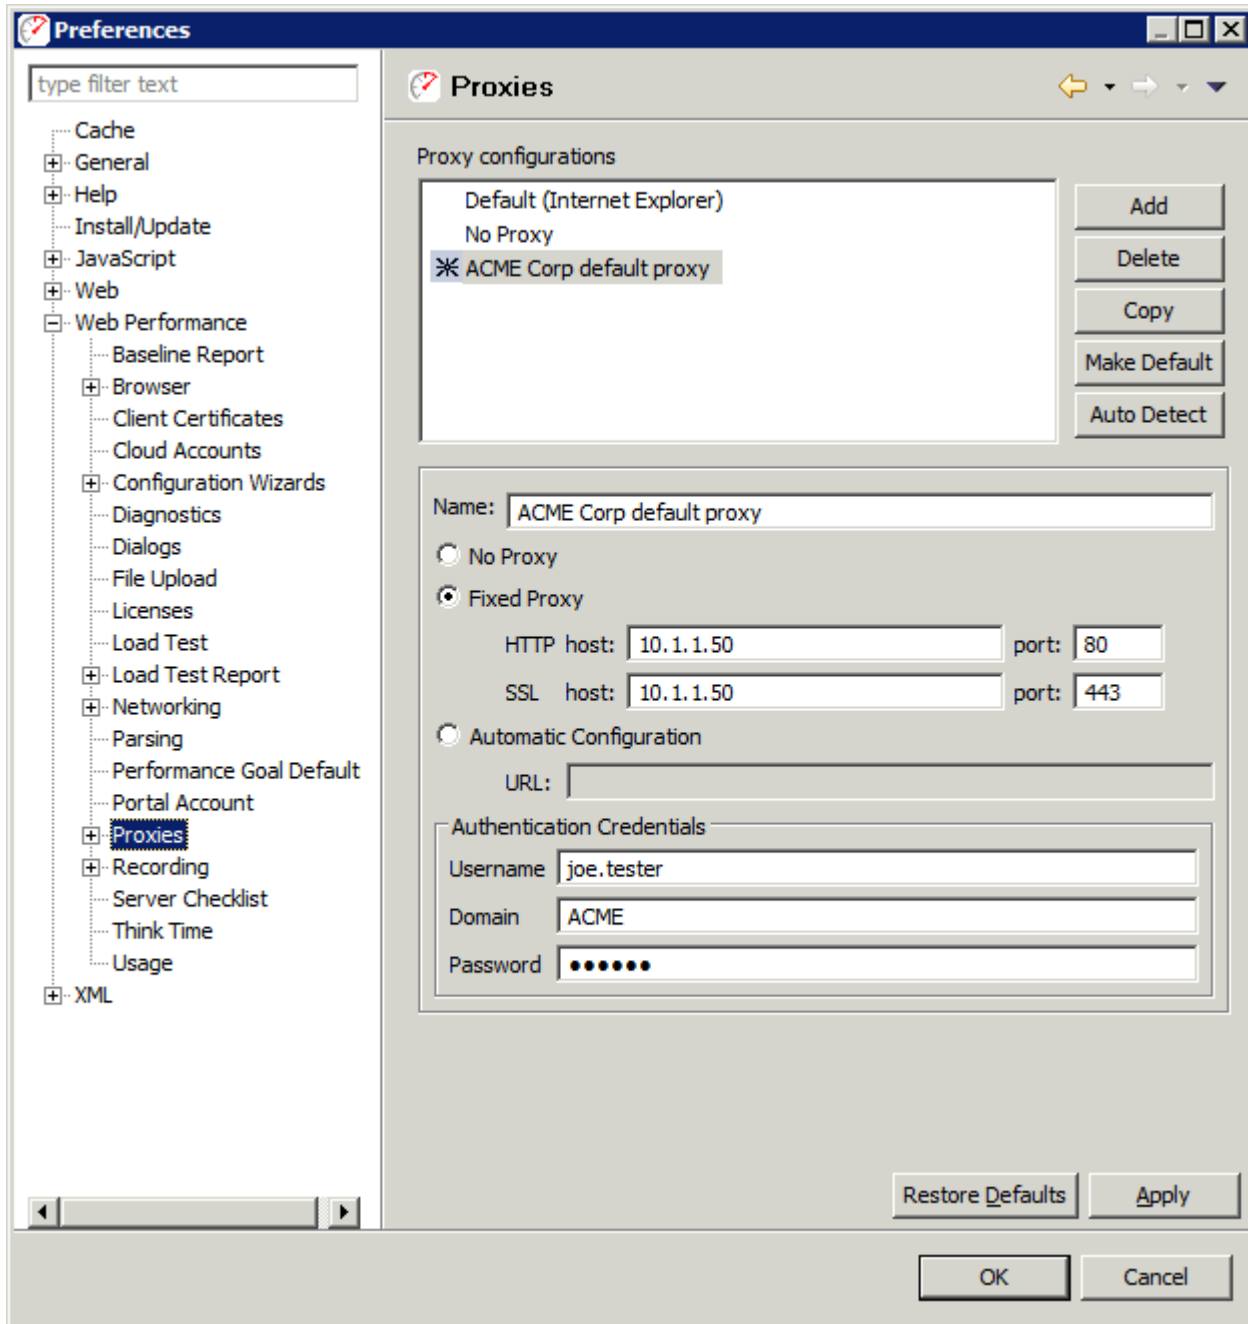 Preferences
type filter text
Cache
General
Help
Install/Update
JavaScript
Web
Web Performance
Baseline Report
Browser
Client Certificates
Cloud Accounts
Configuration Wizards
Diagnostics
Dialogs
File Upload
Licenses
Load Test
Load Test Report
Networking
Parsing
Performance Goal Default
Portal Account
Proxies
Recording
Server Checklist
Think Time
Usage
XML
Proxies
Proxy configurations
Default (Internet Explorer)
No Proxy
ACME Corp default proxy
Add
Delete
Copy
Make Default
Auto Detect
Name: ACME Corp default proxy
No Proxy
Fixed Proxy
HTTP host: 10.1.1.50 port: 80
SSL host: 10.1.1.50 port: 443
Automatic Configuration
URL:
Authentication Credentials
Username joe.tester
Domain ACME
Password ●●●●●●
Restore Defaults Apply
OK Cancel